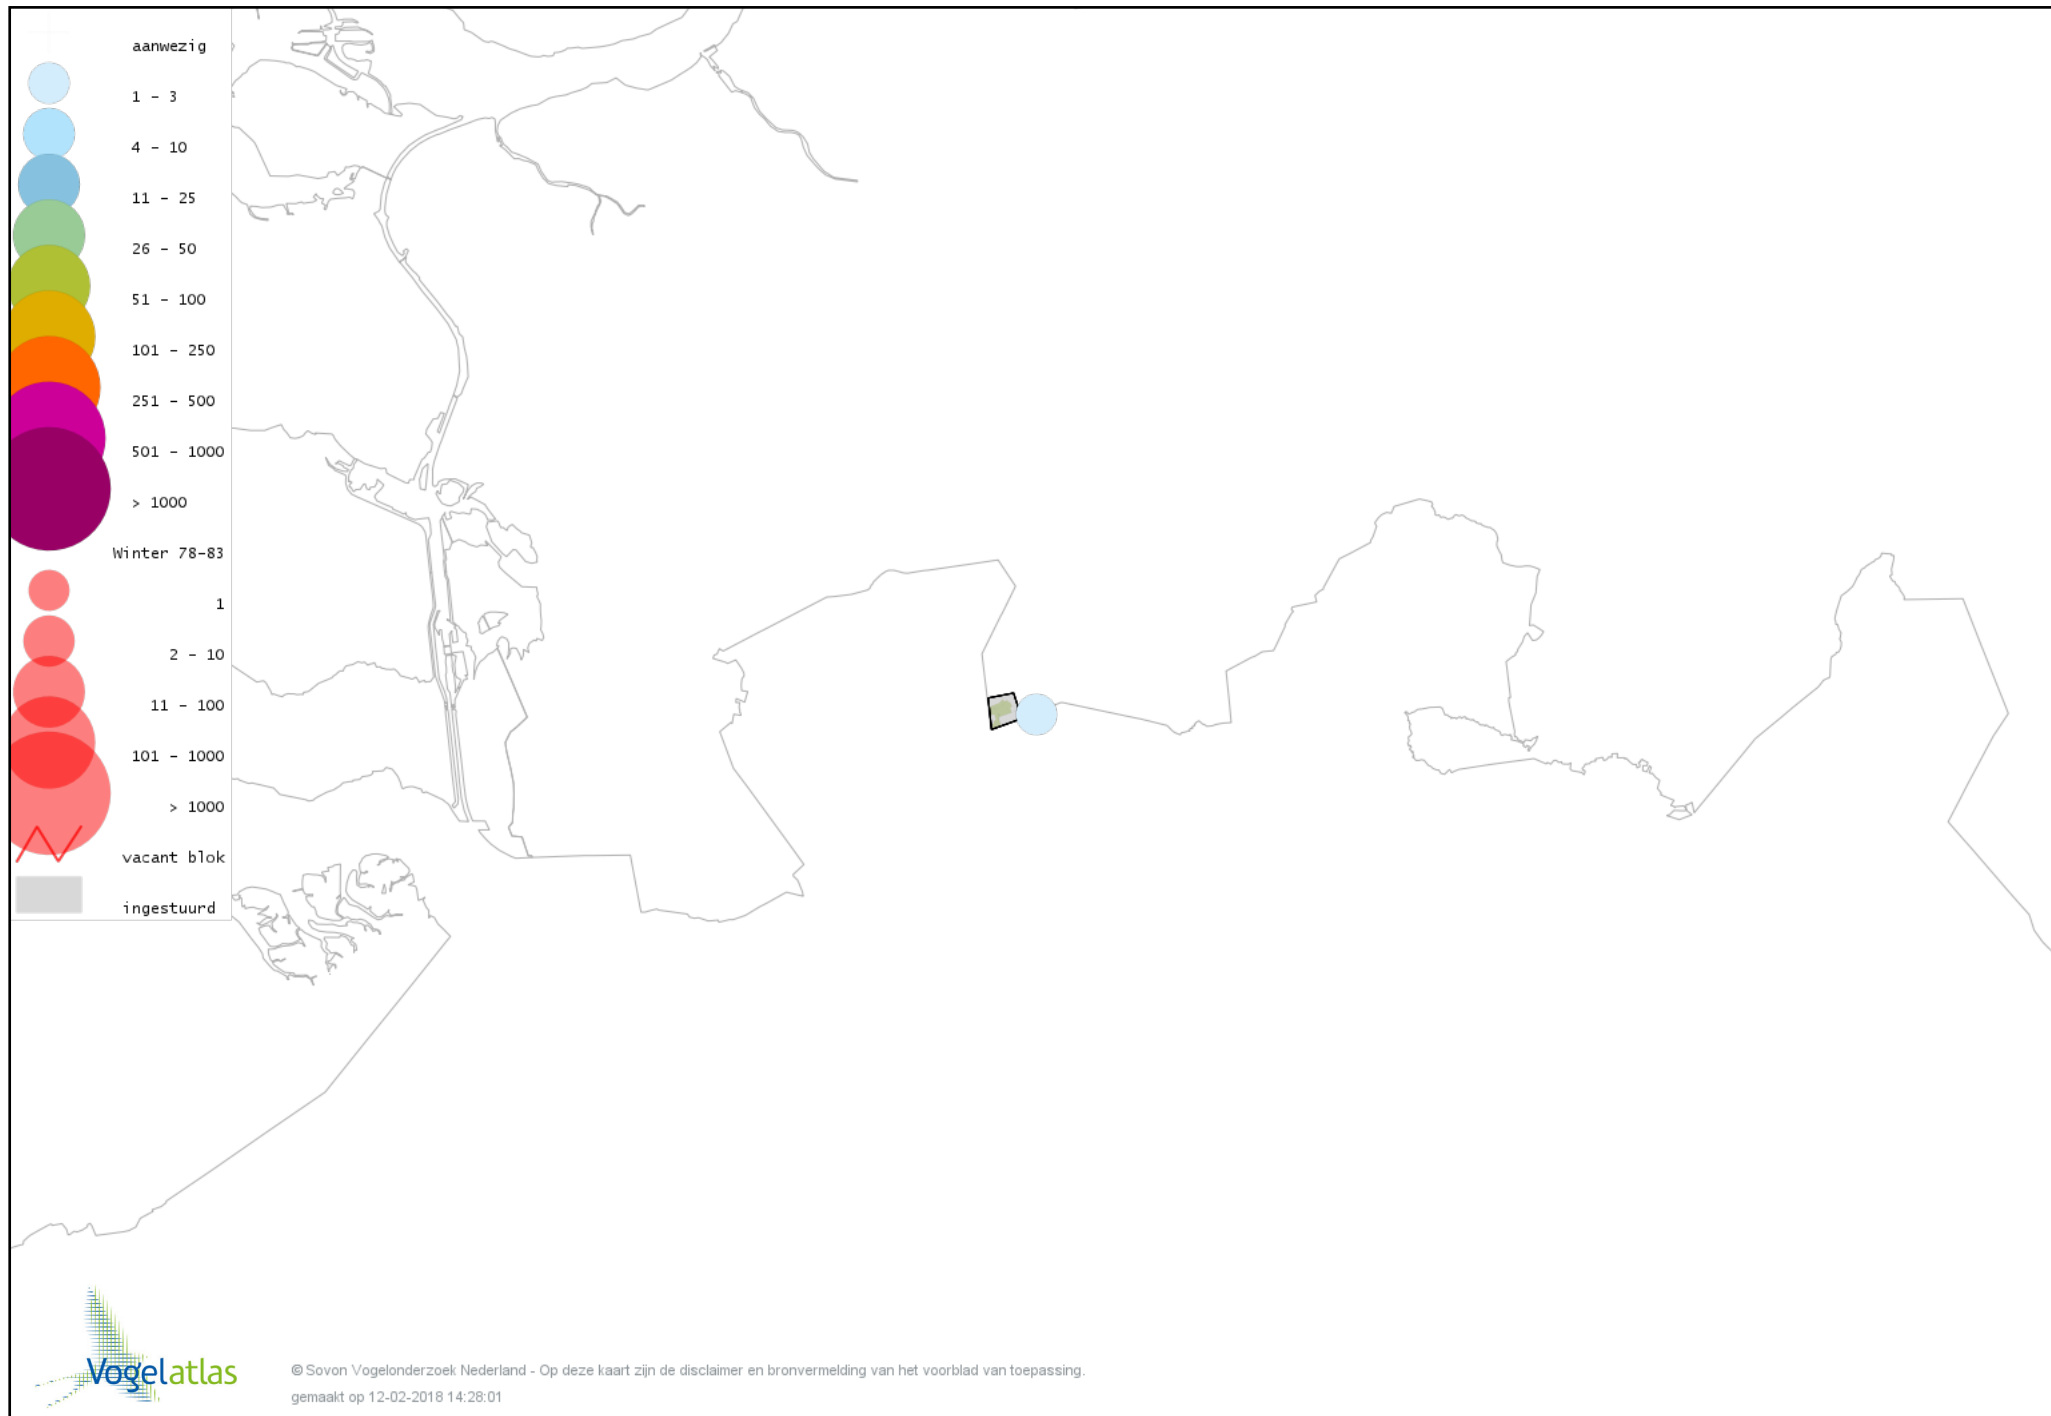 aanwezig
1 - 3
4 - 10
11 - 25
26 - 50
51 - 100
101 - 250
251 - 500
501 - 1000
> 1000
Winter 78-83
1
2 - 10
11 - 100
101 - 1000
> 1000
vacant blok
ingestuurd
Vogelatlas
© Sovon Vogelonderzoek Nederland - Op deze kaart zijn de disclaimer en bronvermelding van het voorblad van toepassing.
gemaakt op 12-02-2018 14:28:01